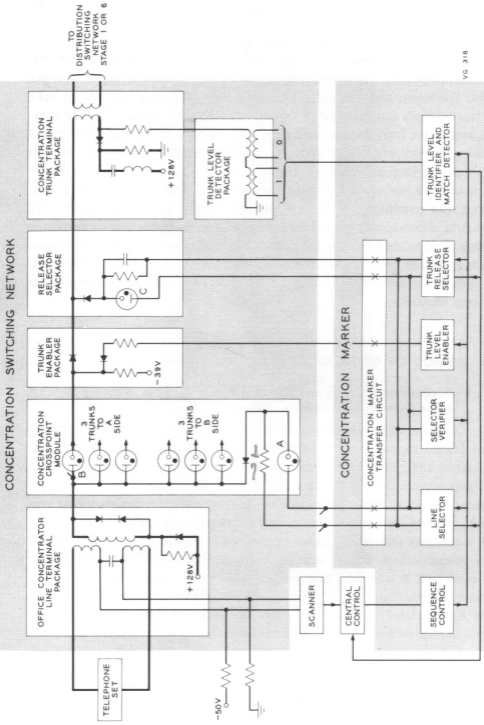 CONCENTRATION SWITCHING NETWORK
TO
DISTRIBUTION
SWITCHING
NETWORK
STAGE 1 OR 6
OFFICE CONCENTRATOR
LINE TERMINAL
PACKAGE
CONCENTRATION
CROSSPOINT
MODULE
TRUNK
ENABLER
PACKAGE
RELEASE
SELECTOR
PACKAGE
CONCENTRATION
TRUNK TERMINAL
PACKAGE
TELEPHONE
SET
+128V
B
3
TRUNKS
TO
A
SIDE
3
TRUNKS
TO
B
SIDE
A
-39V
C
+128V
TRUNK
LEVEL
DETECTOR
PACKAGE
1
0
-50V
CONCENTRATION MARKER
CONCENTRATION MARKER
TRANSFER CIRCUIT
SCANNER
CENTRAL
CONTROL
SEQUENCE
CONTROL
LINE
SELECTOR
SELECTOR
VERIFIER
TRUNK
LEVEL
ENABLER
TRUNK
RELEASE
SELECTOR
TRUNK LEVEL
IDENTIFIER AND
MATCH DETECTOR
VG 318